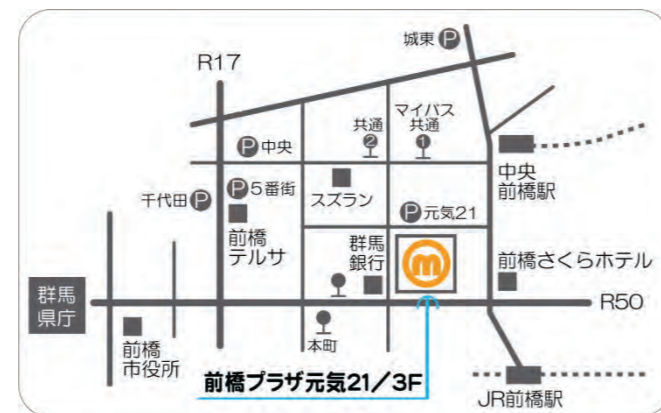 城東 P
R17
マイバス
共通 共通
2 1
P 中央
中央
前橋駅
千代田 P
P 5番街
スズラン
P 元気21
前橋
テルサ
群馬
銀行
m
前橋さくらホテル
群馬
県庁
R50
前橋
市役所
本町
前橋プラザ元気21/3F
JR前橋駅